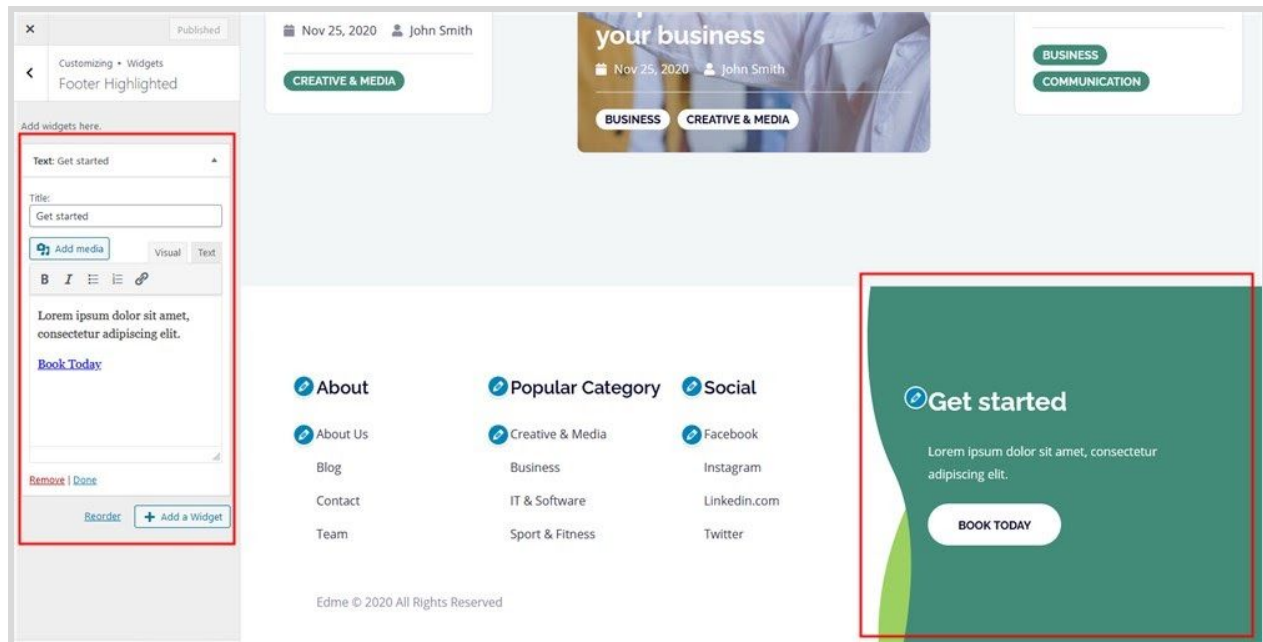 Published
Customizing • Widgets
Footer Highlighted
Add widgets here.
Text: Get started
Title:
Get started
Add media
Visual
Text
B I
Lorem ipsum dolor sit amet,
consectetur adipiscing elit.
Book Today
Remove | Done
Reorder
Add a Widget
Nov 25, 2020 John Smith
CREATIVE & MEDIA
your business
Nov 25, 2020 John Smith
BUSINESS
CREATIVE & MEDIA
BUSINESS
COMMUNICATION
About
About Us
Blog
Contact
Team
Popular Category
Creative & Media
Business
IT & Software
Sport & Fitness
Social
Facebook
Instagram
Linkedin.com
Twitter
Get started
Lorem ipsum dolor sit amet, consectetur
adipiscing elit.
BOOK TODAY
Edme © 2020 All Rights Reserved